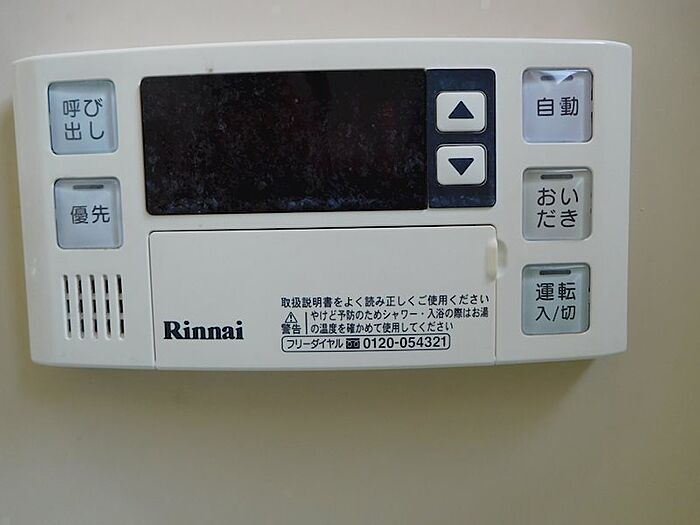 呼び
出し
優先
▲
▼
自動
おい
だき
運転
入/切
取扱説明書をよく読み正しくご使用ください
警告
やけど予防のためシャワー・入浴の際はお湯
の温度を確かめて使用してください
フリーダイヤル 0120-054321
Rinnai